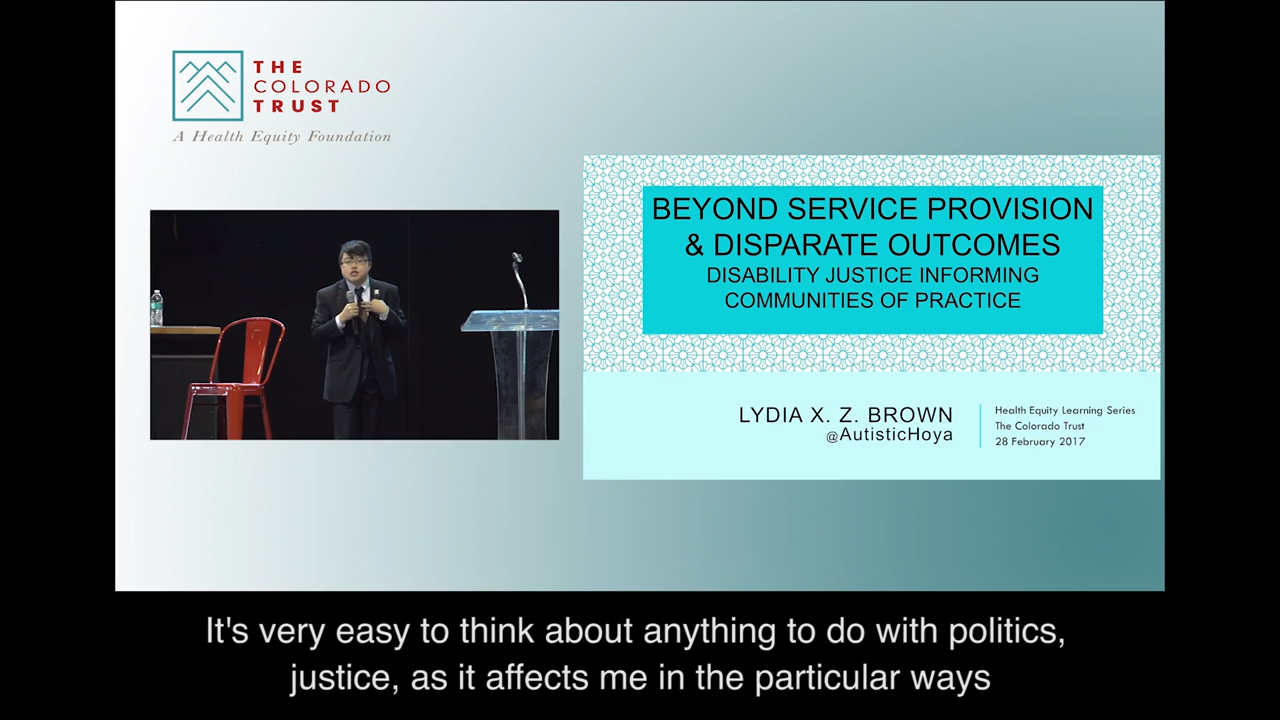 THE
COLORADO
TRUST
A Health Equity Foundation
BEYOND SERVICE PROVISION
& DISPARATE OUTCOMES
DISABILITY JUSTICE INFORMING
COMMUNITIES OF PRACTICE
LYDIA X. Z. BROWN
@AutisticHoya
Health Equity Learning Series
The Colorado Trust
28 February 2017
It's very easy to think about anything to do with politics,
justice, as it affects me in the particular ways